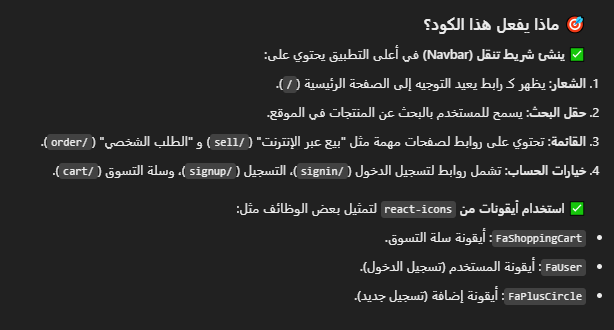 🎯 ماذا يفعل هذا الكود؟
✅ ينشئ شريط تنقل (Navbar) في أعلى التطبيق يحتوي على:
1. الشعار: يظهر كـ رابط يعيد التوجيه إلى الصفحة الرئيسية (/).
2. حقل البحث: يسمح للمستخدم بالبحث عن المنتجات في الموقع.
3. القائمة: تحتوي على روابط لصفحات مهمة مثل "بيع عبر الإنترنت" (/sell) و "الطلب الشخصي" (/order).
4. خيارات الحساب: تشمل روابط لتسجيل الدخول (/signin)، التسجيل (/signup)، وسلة التسوق (/cart).
✅ استخدام أيقونات من react-icons لتمثيل بعض الوظائف مثل:
• FaShoppingCart: أيقونة سلة التسوق.
• FaUser: أيقونة المستخدم (تسجيل الدخول).
• FaPlusCircle: أيقونة إضافة (تسجيل جديد).